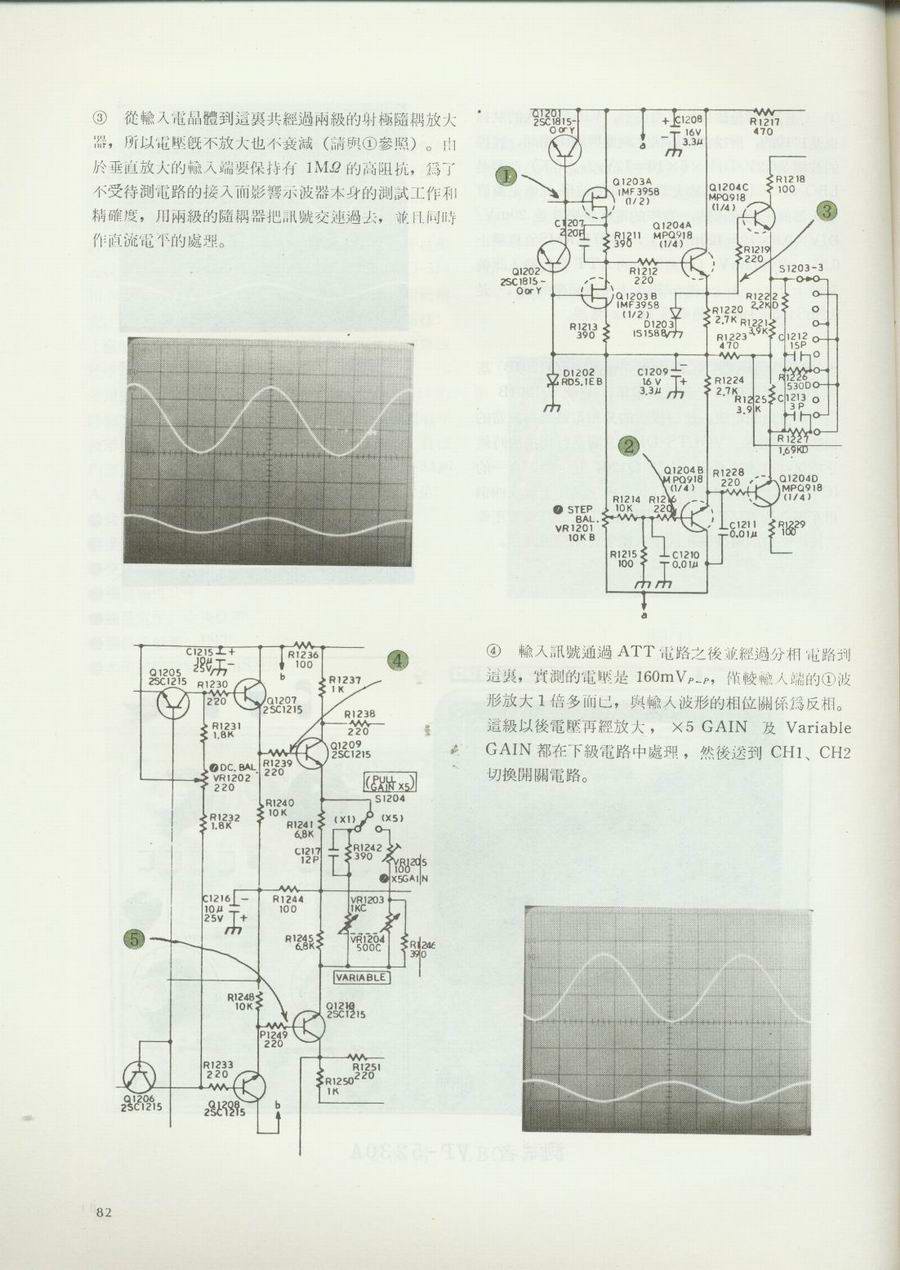 ③　從輸入電晶體到這裏共經過兩級的射極隨耦放大
器，所以電壓旣不放大也不衰減（請與①參照）。由
於垂直放大的輸入端要保持有 1MΩ 的高阻抗，爲了
不受待測電路的接入而影響示波器本身的測試工作和
精確度，用兩級的隨耦器把訊號交連過去，並且同時
作直流電平的處理。
Q1201
2SC1815-
O or Y
+
C1208
16V
3.3μ
a
R1217
470
①
Q1203A
IMF3958
(1/2)
R1218
100
Q1204C
MPQ918
(1/4)
③
C1207
220P
R1211
390
Q1204A
MPQ918
(1/4)
R1219
220
Q1202
2SC1815-
O or Y
R1212
220
S1203-3
Q1203B
IMF3958
(1/2)
R1222
2.2KD
R1213
390
D1203
IS1588
R1220
2.7K
R1221
3.9K
R1223
470
C1212
15P
D1202
RD5.1EB
C1209
16V
3.3μ
−
+
R1224
2.7K
R1226
530D
R1225
3.9K
C1213
3P
R1227
1.69KD
②
Q1204B
MPQ918
(1/4)
R1228
220
Q1204D
MPQ918
(1/4)
STEP
BAL.
VR1201
10KB
R1214
10K
R1216
220
C1211
0.01μ
R1229
100
R1215
100
C1210
0.01μ
a
④　輸入訊號通過 ATT 電路之後並經過分相電路到
這裏，實測的電壓是 160mVP-P，僅較輸入端的①波
形放大 1 倍多而已，與輸入波形的相位關係爲反相。
這級以後電壓再經放大，×5 GAIN 及 Variable
GAIN 都在下級電路中處理，然後送到 CH1、CH2
切換開關電路。
C1215
10μ
25V
+
−
R1236
100
④
Q1205
2SC1215
R1230
220
b
R1237
1K
Q1207
2SC1215
R1231
1.8K
R1238
220
Q1209
2SC1215
DC. BAL.
VR1202
220
R1239
220
(PULL
GAIN X5)
S1204
R1232
1.8K
R1240
10K
R1241
6.8K
(X1)
(X5)
C1217
12P
R1242
390
VR1205
100
X5GAIN
C1216
10μ
25V
−
+
R1244
100
VR1203
1KC
⑤
R1245
6.8K
VR1204
500C
R1246
390
VARIABLE
R1248
10K
Q1210
2SC1215
P1249
220
R1233
220
R1251
220
R1250
1K
Q1206
2SC1215
Q1208
2SC1215
b
82